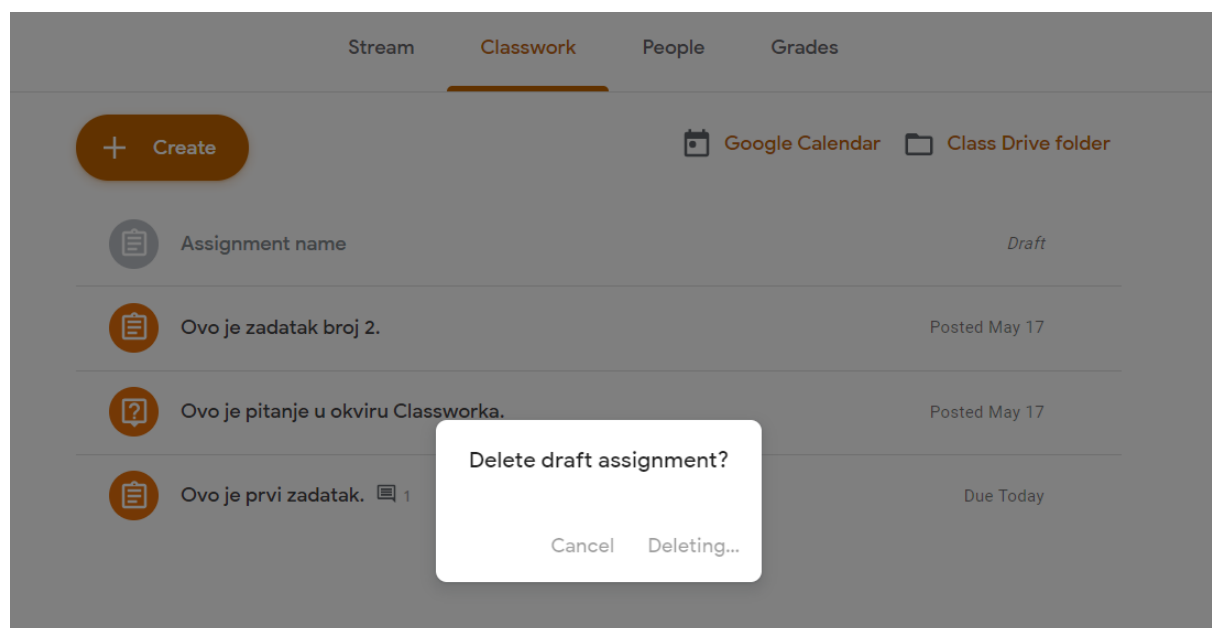 Stream Classwork People Grades
Create Google Calendar Class Drive folder
Assignment name Draft
Ovo je zadatak broj 2. Posted May 17
Ovo je pitanje u okviru Classworka. Posted May 17
Delete draft assignment?
Ovo je prvi zadatak. 1 Due Today
Cancel Deleting...